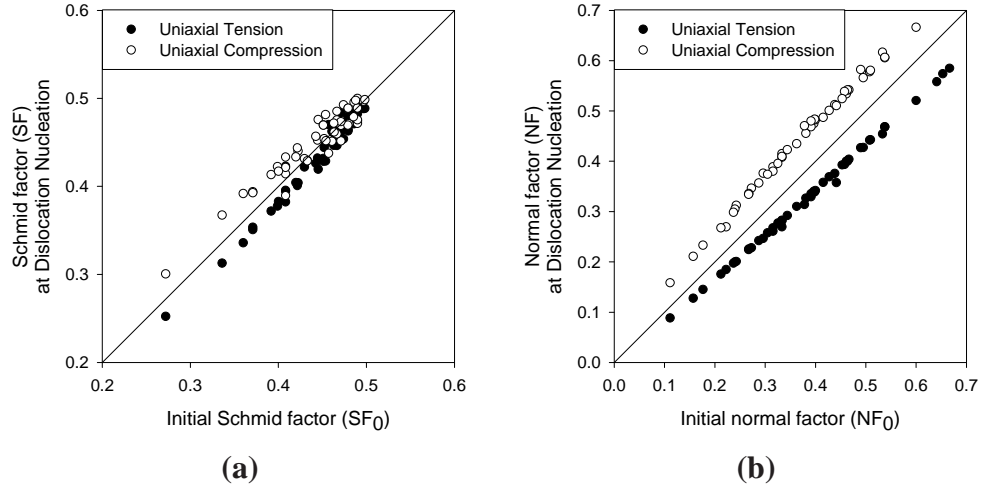 Uniaxial Tension
Uniaxial Compression
Schmid factor (SF)
at Dislocation Nucleation
0.6
0.5
0.4
0.3
0.2
0.2
0.3
0.4
0.5
0.6
Initial Schmid factor (SF0)
(a)
Uniaxial Tension
Uniaxial Compression
Normal factor (NF)
at Dislocation Nucleation
0.7
0.6
0.5
0.4
0.3
0.2
0.1
0.0
0.0
0.1
0.2
0.3
0.4
0.5
0.6
0.7
Initial normal factor (NF0)
(b)